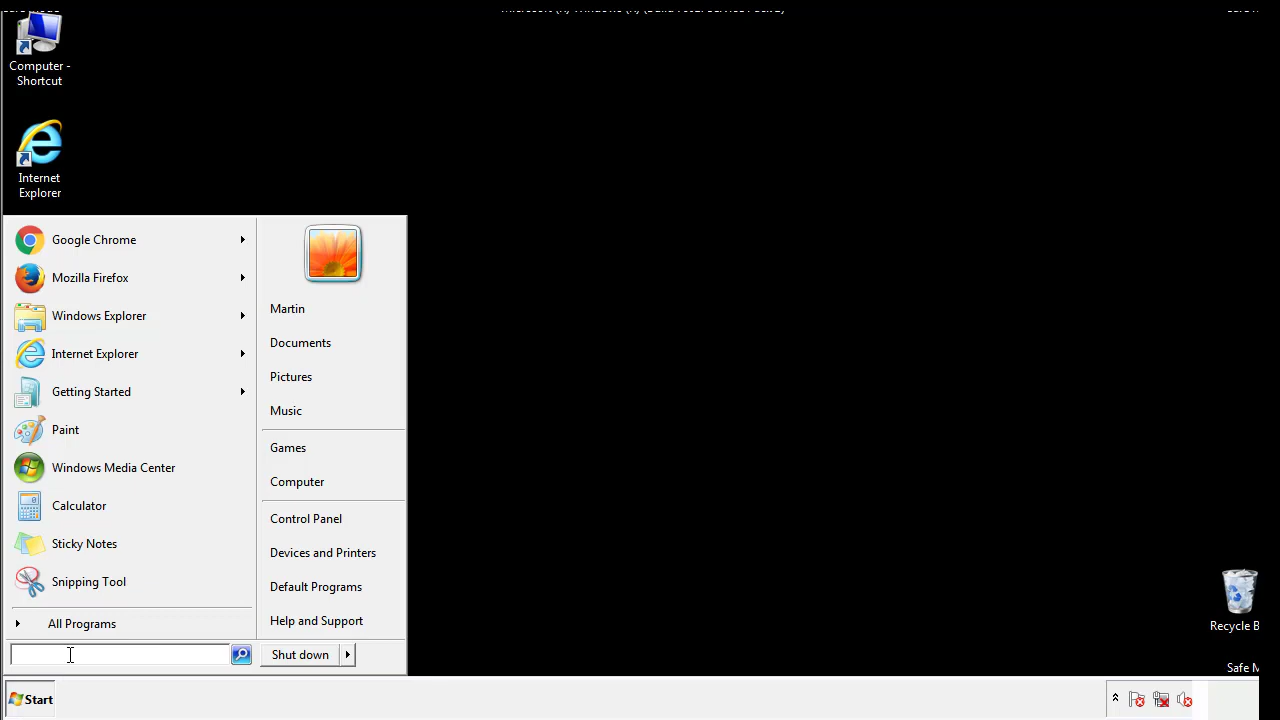 Computer -
Shortcut
Internet
Explorer
Google Chrome
Mozilla Firefox
Windows Explorer
Internet Explorer
Getting Started
Paint
Windows Media Center
Calculator
Sticky Notes
Snipping Tool
All Programs
Martin
Documents
Pictures
Music
Games
Computer
Control Panel
Devices and Printers
Default Programs
Help and Support
Shut down
Recycle B
Safe M
Start